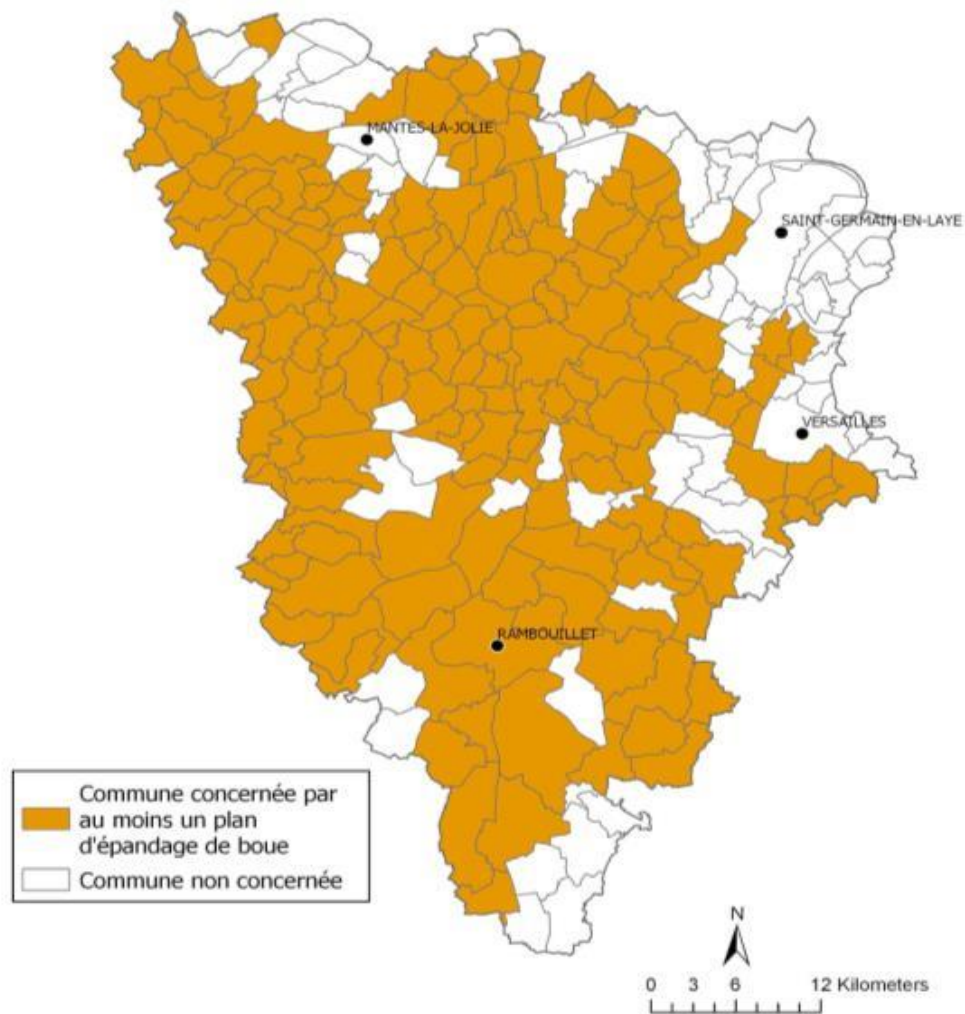 MANTES-LA-JOLIE
SAINT-GERMAIN-EN-LAYE
VERSAILLES
RAMBOUILLET
Commune concernée par
au moins un plan
d'épandage de boue
Commune non concernée
N
0 3 6 12 Kilometers